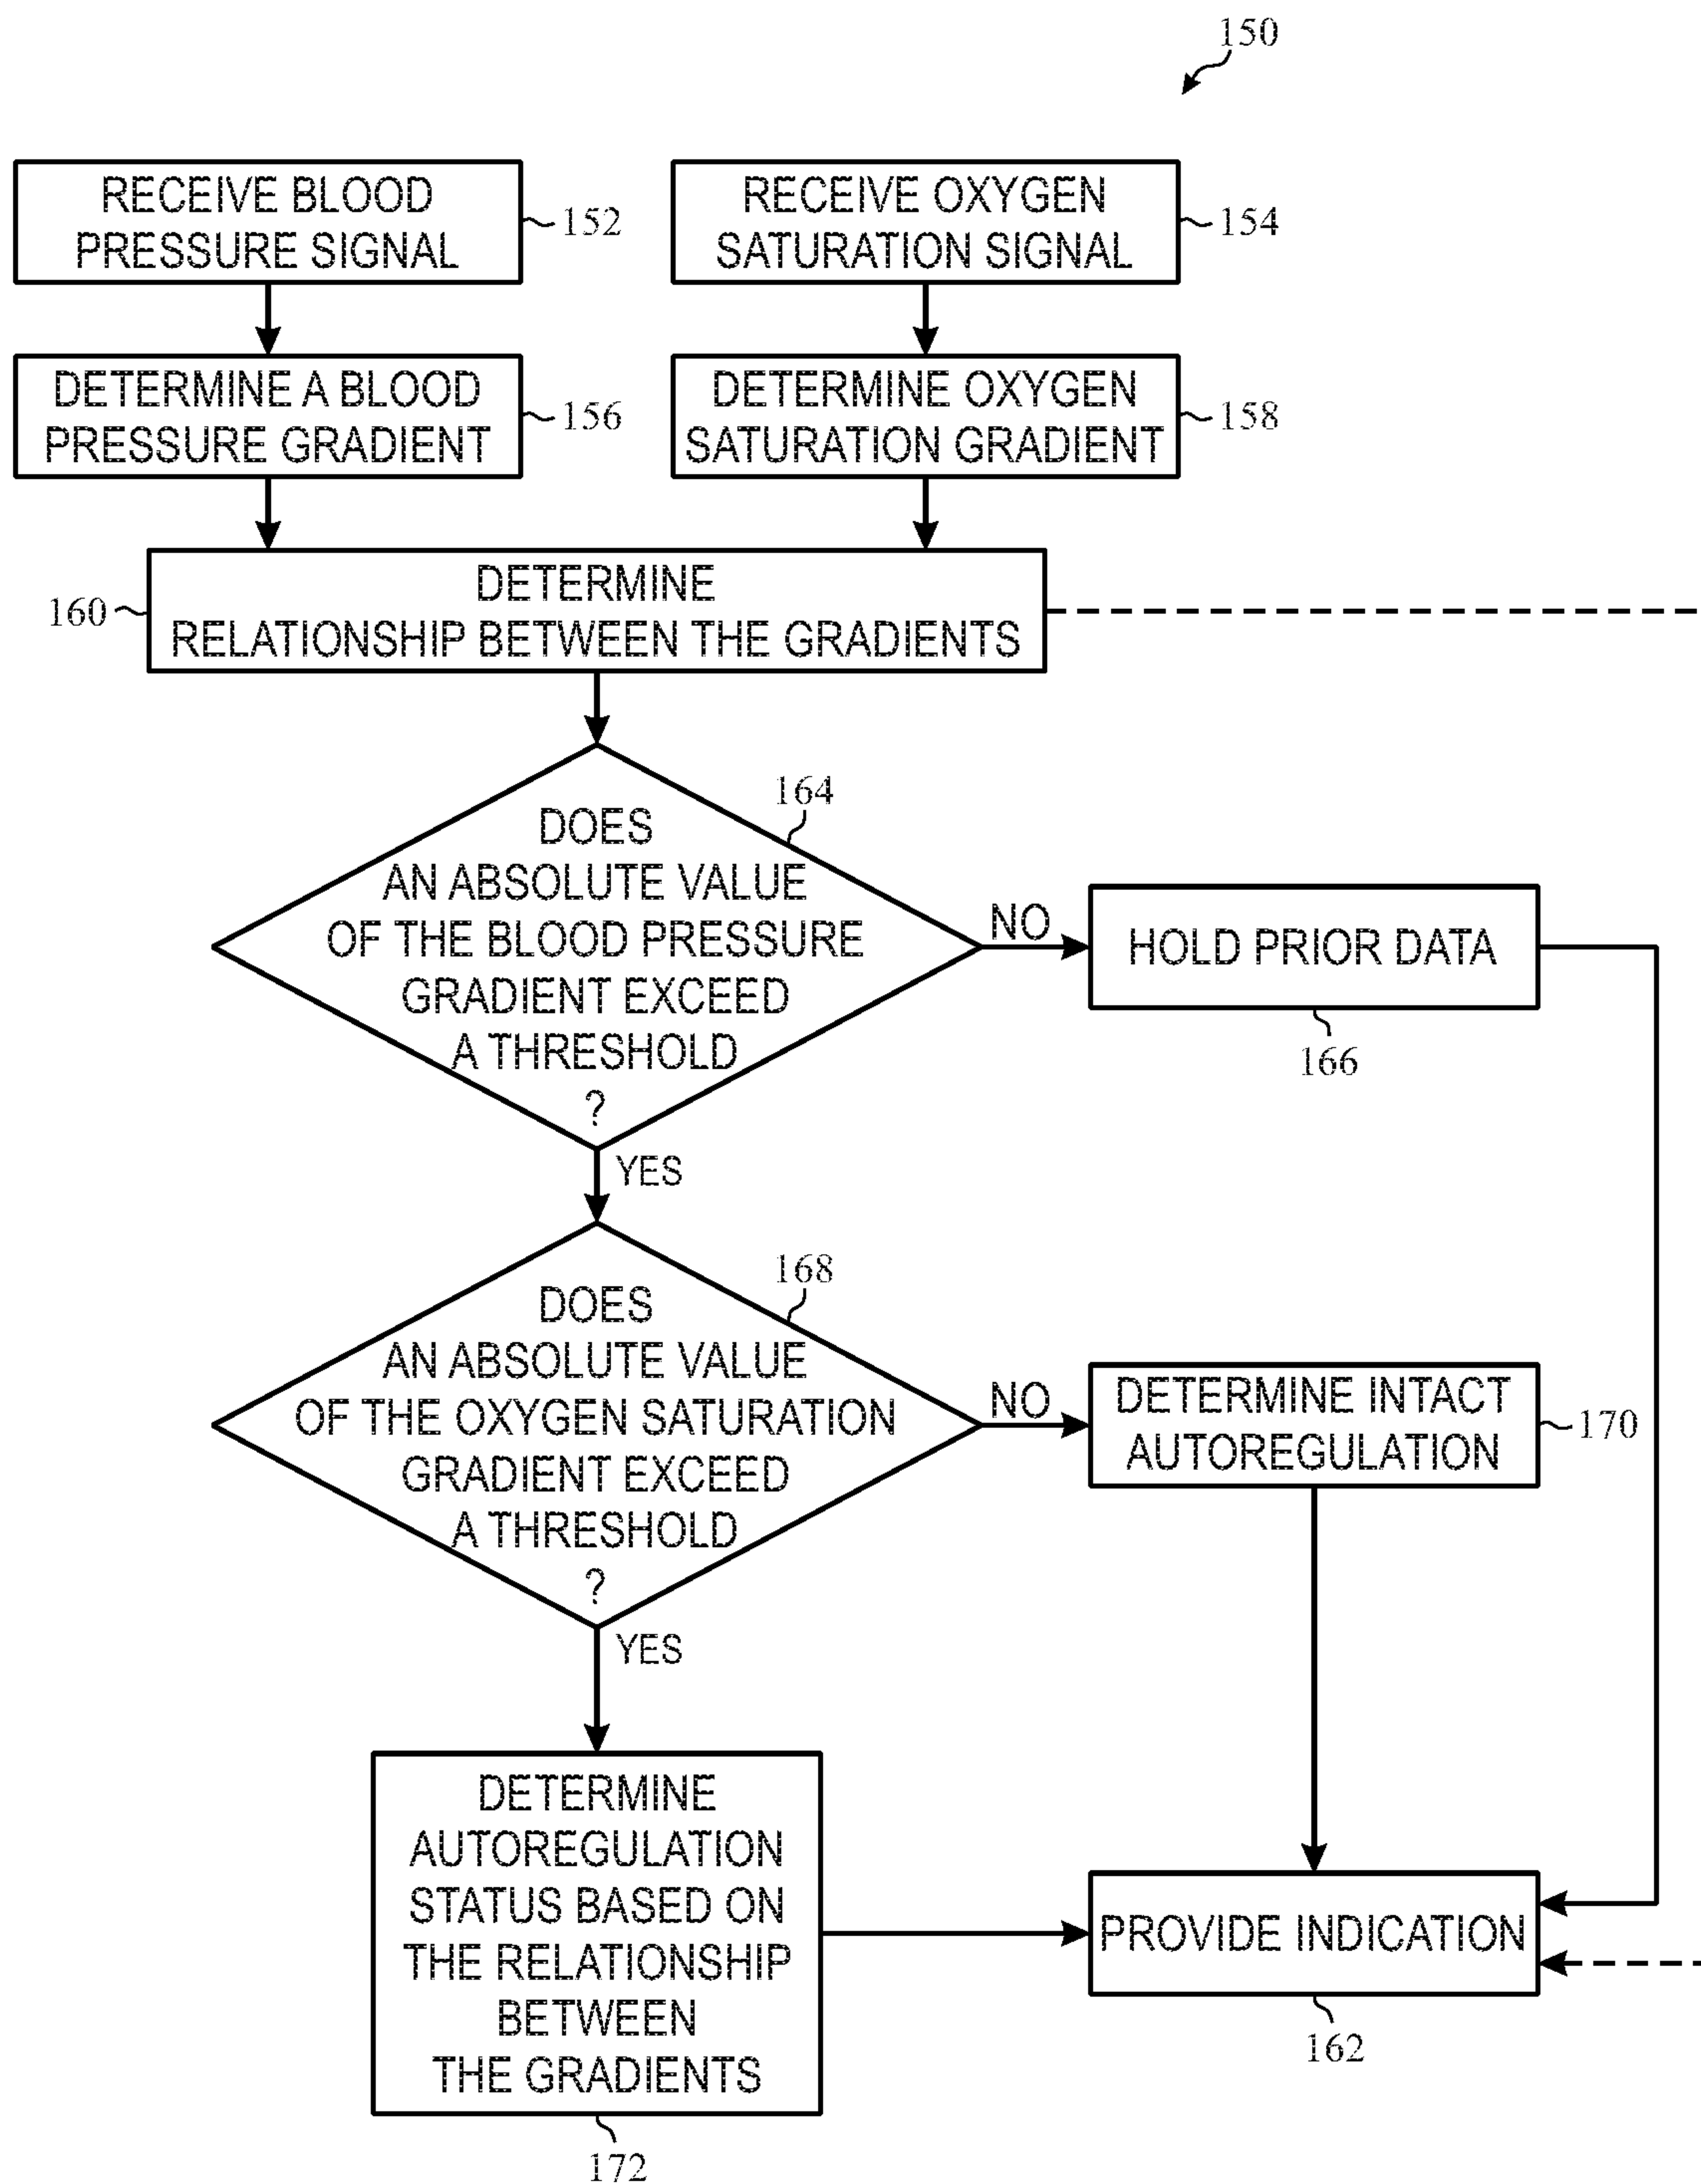 150
RECEIVE BLOOD
PRESSURE SIGNAL
152
RECEIVE OXYGEN
SATURATION SIGNAL
154
DETERMINE A BLOOD
PRESSURE GRADIENT
156
DETERMINE OXYGEN
SATURATION GRADIENT
158
160
DETERMINE
RELATIONSHIP BETWEEN THE GRADIENTS
164
DOES
AN ABSOLUTE VALUE
OF THE BLOOD PRESSURE
GRADIENT EXCEED
A THRESHOLD
?
NO
HOLD PRIOR DATA
166
YES
168
DOES
AN ABSOLUTE VALUE
OF THE OXYGEN SATURATION
GRADIENT EXCEED
A THRESHOLD
?
NO
DETERMINE INTACT
AUTOREGULATION
170
YES
DETERMINE
AUTOREGULATION
STATUS BASED ON
THE RELATIONSHIP
BETWEEN
THE GRADIENTS
172
PROVIDE INDICATION
162